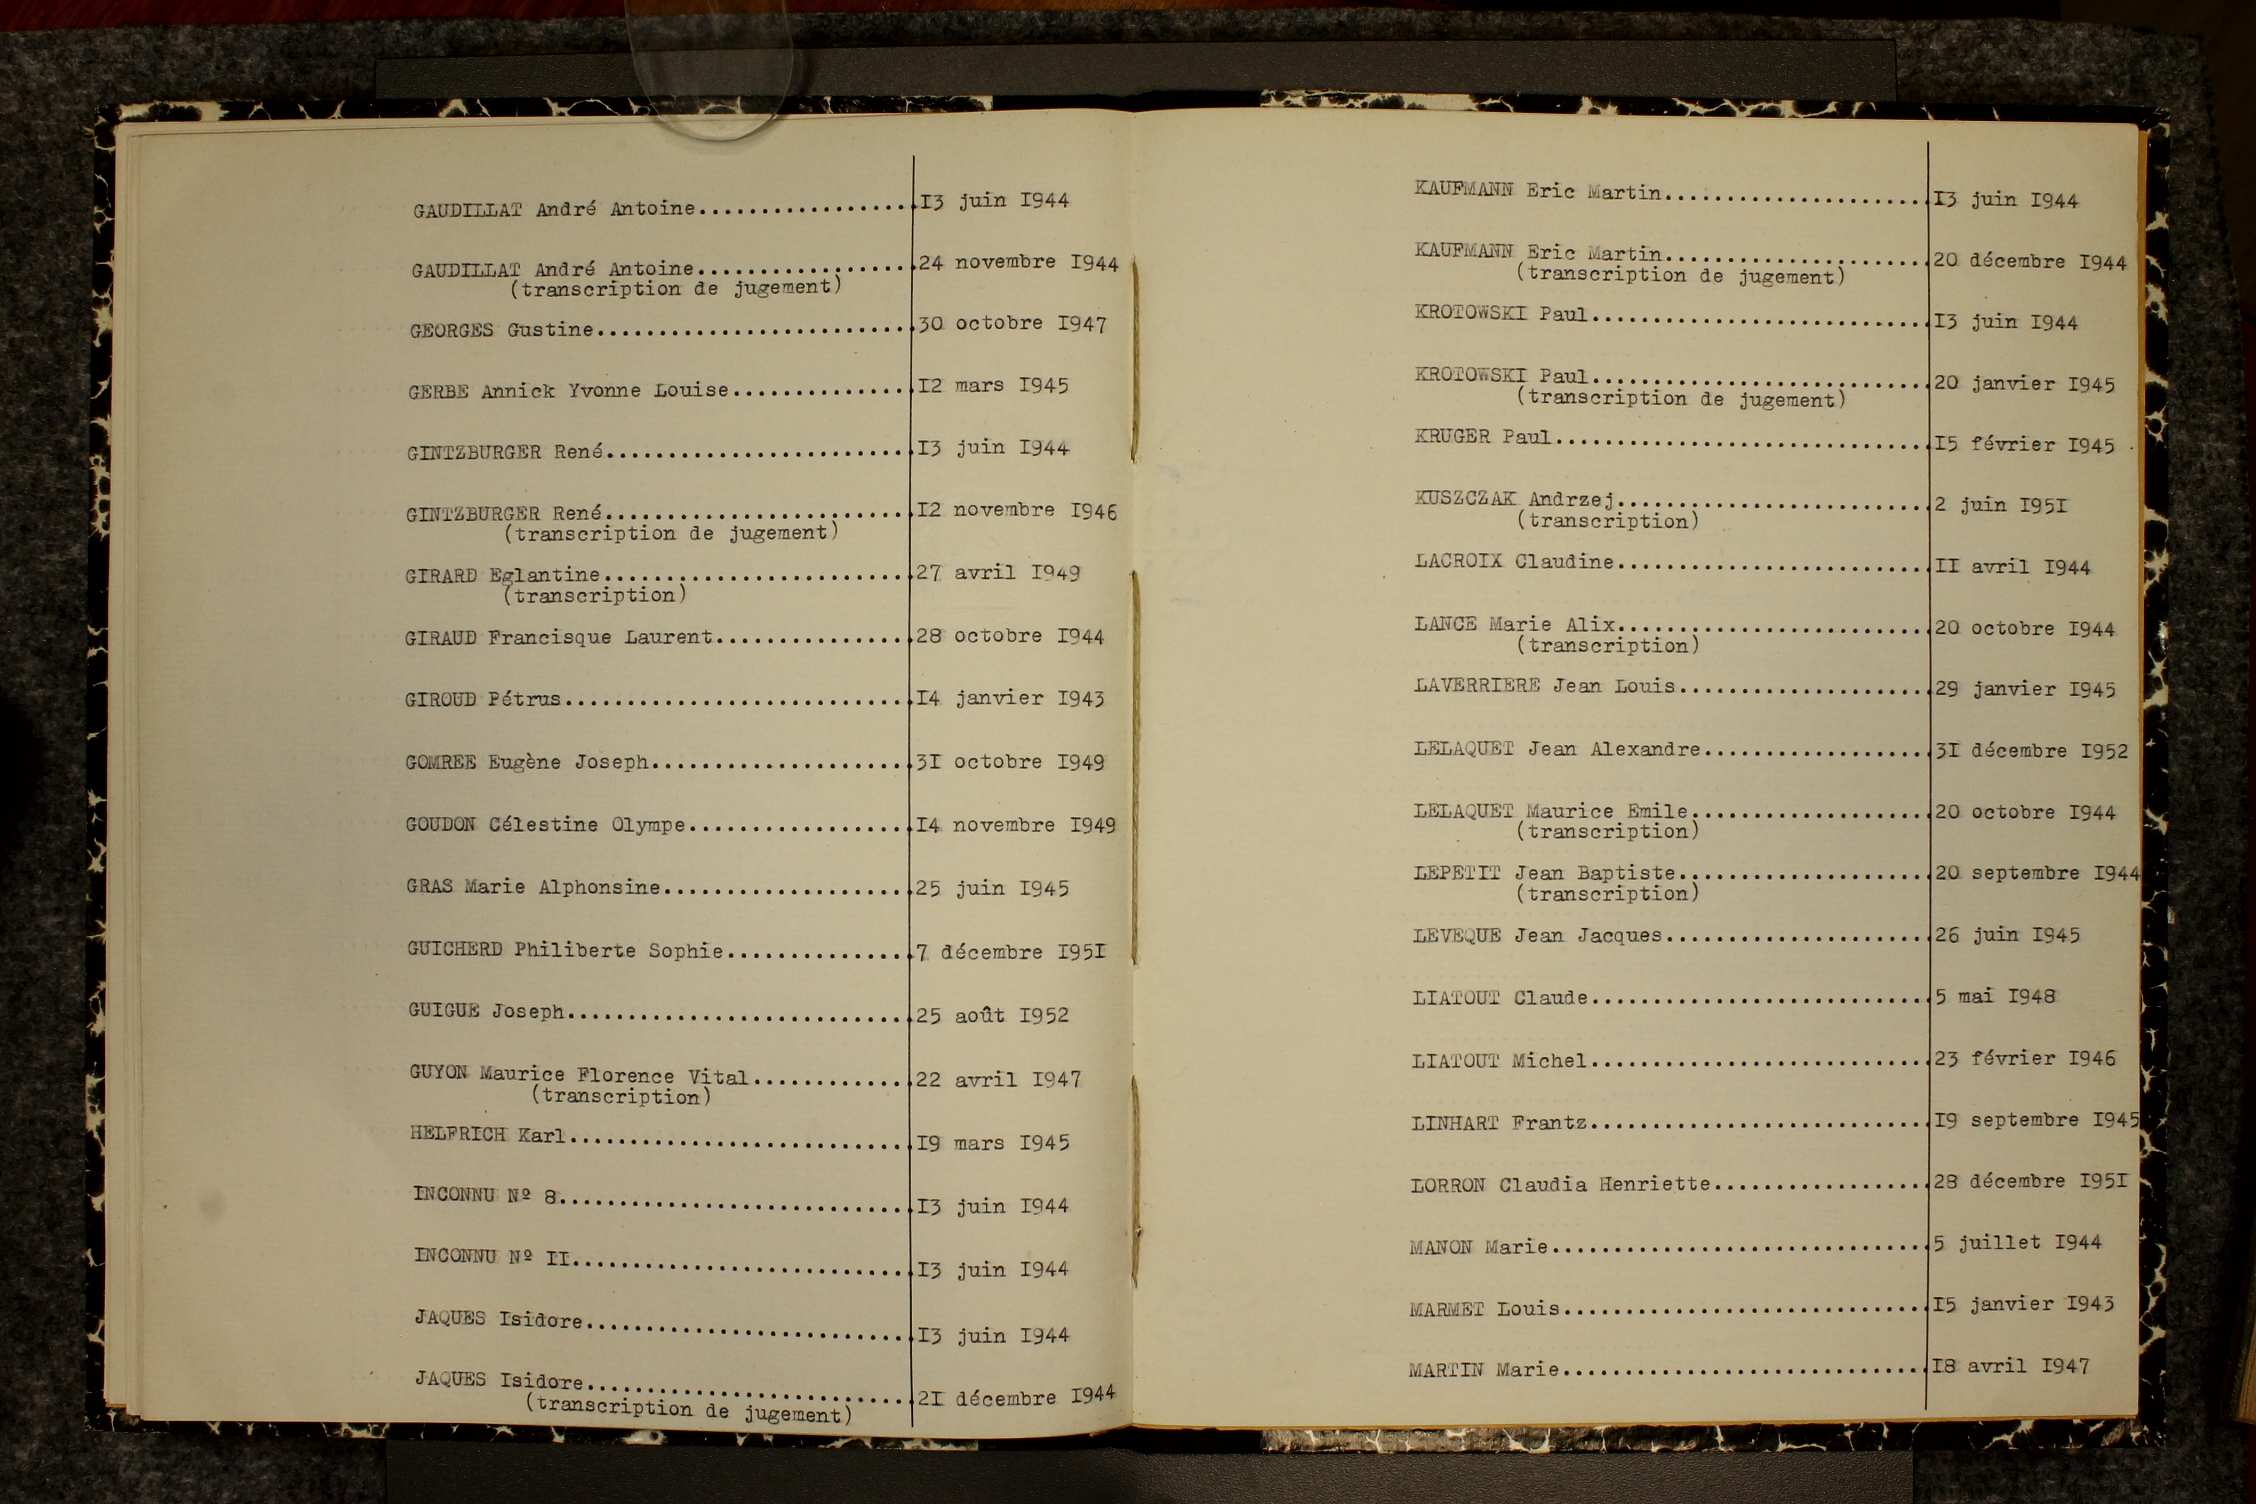 GAUDILLAT André Antoine..................I3 juin I944
GAUDILLAT André Antoine..................24 novembre I944
(transcription de jugement)
GEORGES Gustine..........................30 octobre I947
GERBE Annick Yvonne Louise...............I2 mars I945
GINTZBURGER René.........................I3 juin I944
GINTZBURGER René.........................I2 novembre I946
(transcription de jugement)
GIRARD Eglantine.........................27 avril I949
(transcription)
GIRAUD Francisque Laurent................28 octobre I944
GIROUD Pétrus............................I4 janvier I943
GOMREE Eugène Joseph.....................3I octobre I949
GOUDON Célestine Olympe..................I4 novembre I949
GRAS Marie Alphonsine....................25 juin I945
GUICHERD Philiberte Sophie...............7 décembre I95I
GUIGUE Joseph............................25 août I952
GUYON Maurice Florence Vital.............22 avril I947
(transcription)
HELFRICH Karl............................I9 mars I945
INCONNU Nº 8.............................I3 juin I944
INCONNU Nº II............................I3 juin I944
JAQUES Isidore...........................I3 juin I944
JAQUES Isidore...........................2I décembre I944
(transcription de jugement)
KAUFMANN Eric Martin......................I3 juin I944
KAUFMANN Eric Martin......................20 décembre I944
(transcription de jugement)
KROTOWSKI Paul............................I3 juin I944
KROTOWSKI Paul............................20 janvier I945
(transcription de jugement)
KRUGER Paul...............................I5 février I945
KUSZCZAK Andrzej..........................2 juin I95I
(transcription)
LACROIX Claudine..........................II avril I944
LANCE Marie Alix..........................20 octobre I944
(transcription)
LAVERRIERE Jean Louis.....................29 janvier I945
LELAQUET Jean Alexandre...................3I décembre I952
LELAQUET Maurice Emile....................20 octobre I944
(transcription)
LEPETIT Jean Baptiste.....................20 septembre I944
(transcription)
LEVEQUE Jean Jacques......................26 juin I945
LIATOUT Claude............................5 mai I948
LIATOUT Michel............................23 février I946
LINHART Frantz............................I9 septembre I945
LORRON Claudia Henriette..................28 décembre I95I
MANON Marie...............................5 juillet I944
MARMET Louis..............................I5 janvier I943
MARTIN Marie..............................I8 avril I947